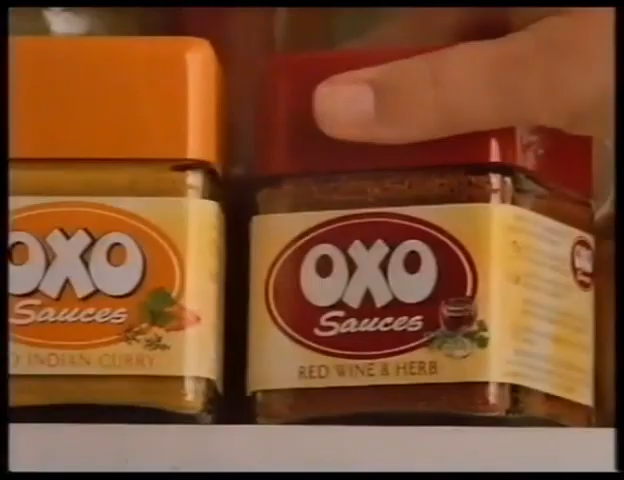 OXO
Sauces
INDIAN CURRY
OXO
Sauces
RED WINE & HERB